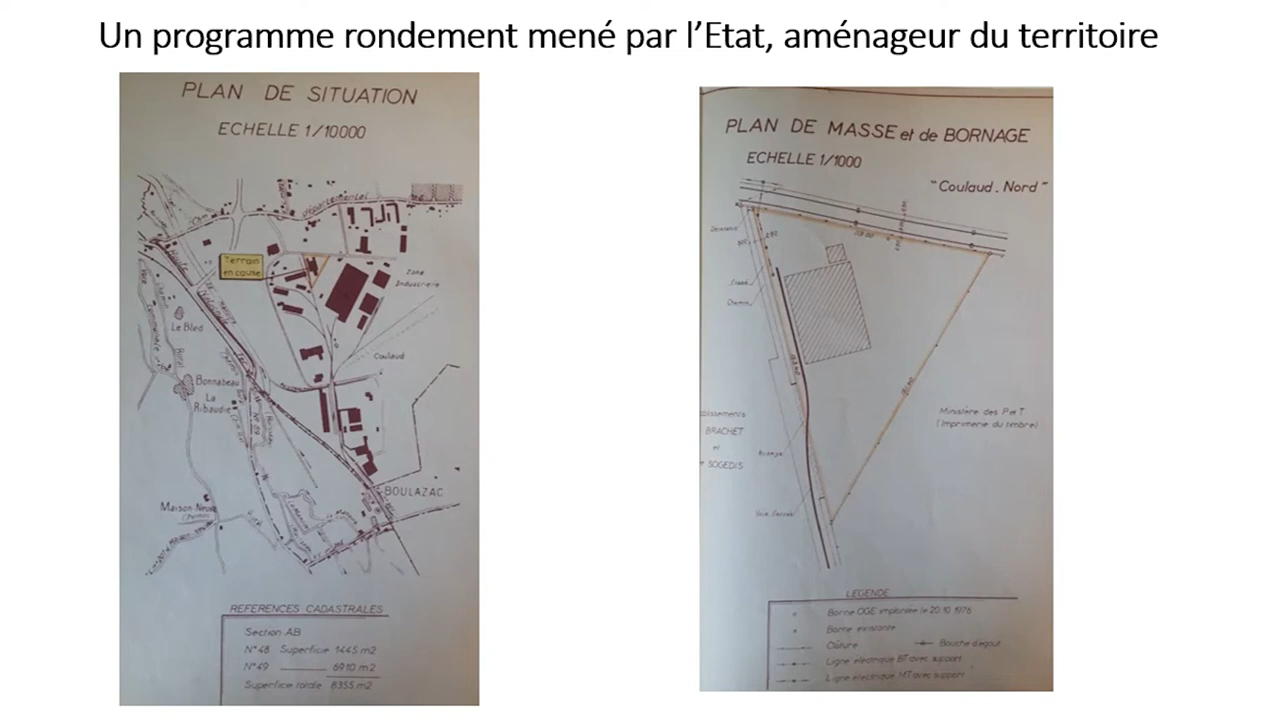 Un programme rondement mené par l’Etat, aménageur du territoire
PLAN DE SITUATION
ECHELLE 1/10000
Départemental
Terrain
en cause
Zone
Industrielle
Le Bled
Coulaud
Bonnabeau
La
Ribaudie
BOULAZAC
Maison-Neuve
REFERENCES CADASTRALES
Section AB
N°48 Superficie 1445 m2
N°49 6910 m2
Superficie totale 8355 m2
PLAN DE MASSE et de BORNAGE
ECHELLE 1/1000
"Coulaud-Nord"
Fossé
Chemin
Ministère des P et T
(Imprimerie du timbre)
BRACHET
et
SOGEDIS
LEGENDE
Borne OGE implantée le 20.10.1976
Borne existante
Clôture
Bouche d'égout
Ligne électrique BT avec support
Ligne électrique MT avec support